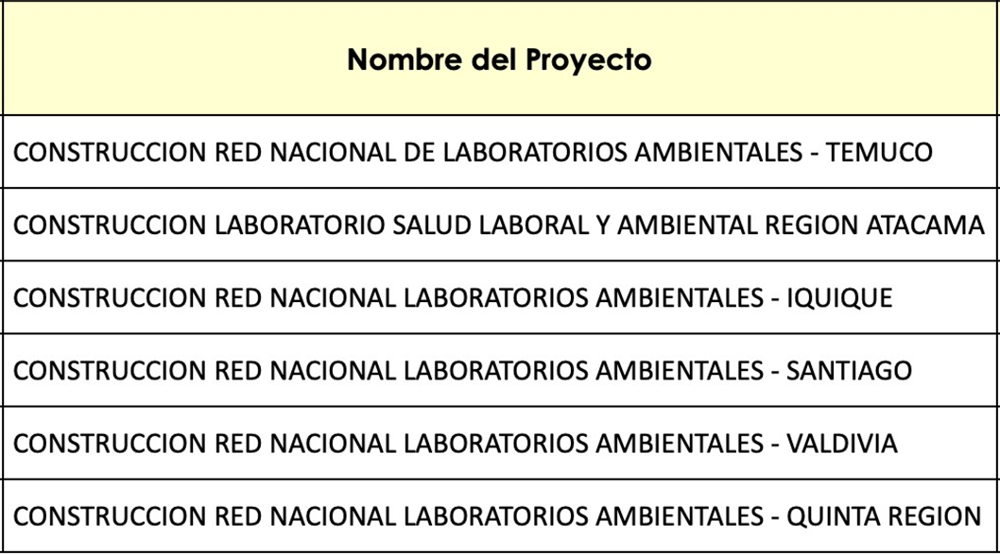 Nombre del Proyecto
CONSTRUCCION RED NACIONAL DE LABORATORIOS AMBIENTALES - TEMUCO
CONSTRUCCION LABORATORIO SALUD LABORAL Y AMBIENTAL REGION ATACAMA
CONSTRUCCION RED NACIONAL LABORATORIOS AMBIENTALES - IQUIQUE
CONSTRUCCION RED NACIONAL LABORATORIOS AMBIENTALES - SANTIAGO
CONSTRUCCION RED NACIONAL LABORATORIOS AMBIENTALES - VALDIVIA
CONSTRUCCION RED NACIONAL LABORATORIOS AMBIENTALES - QUINTA REGION